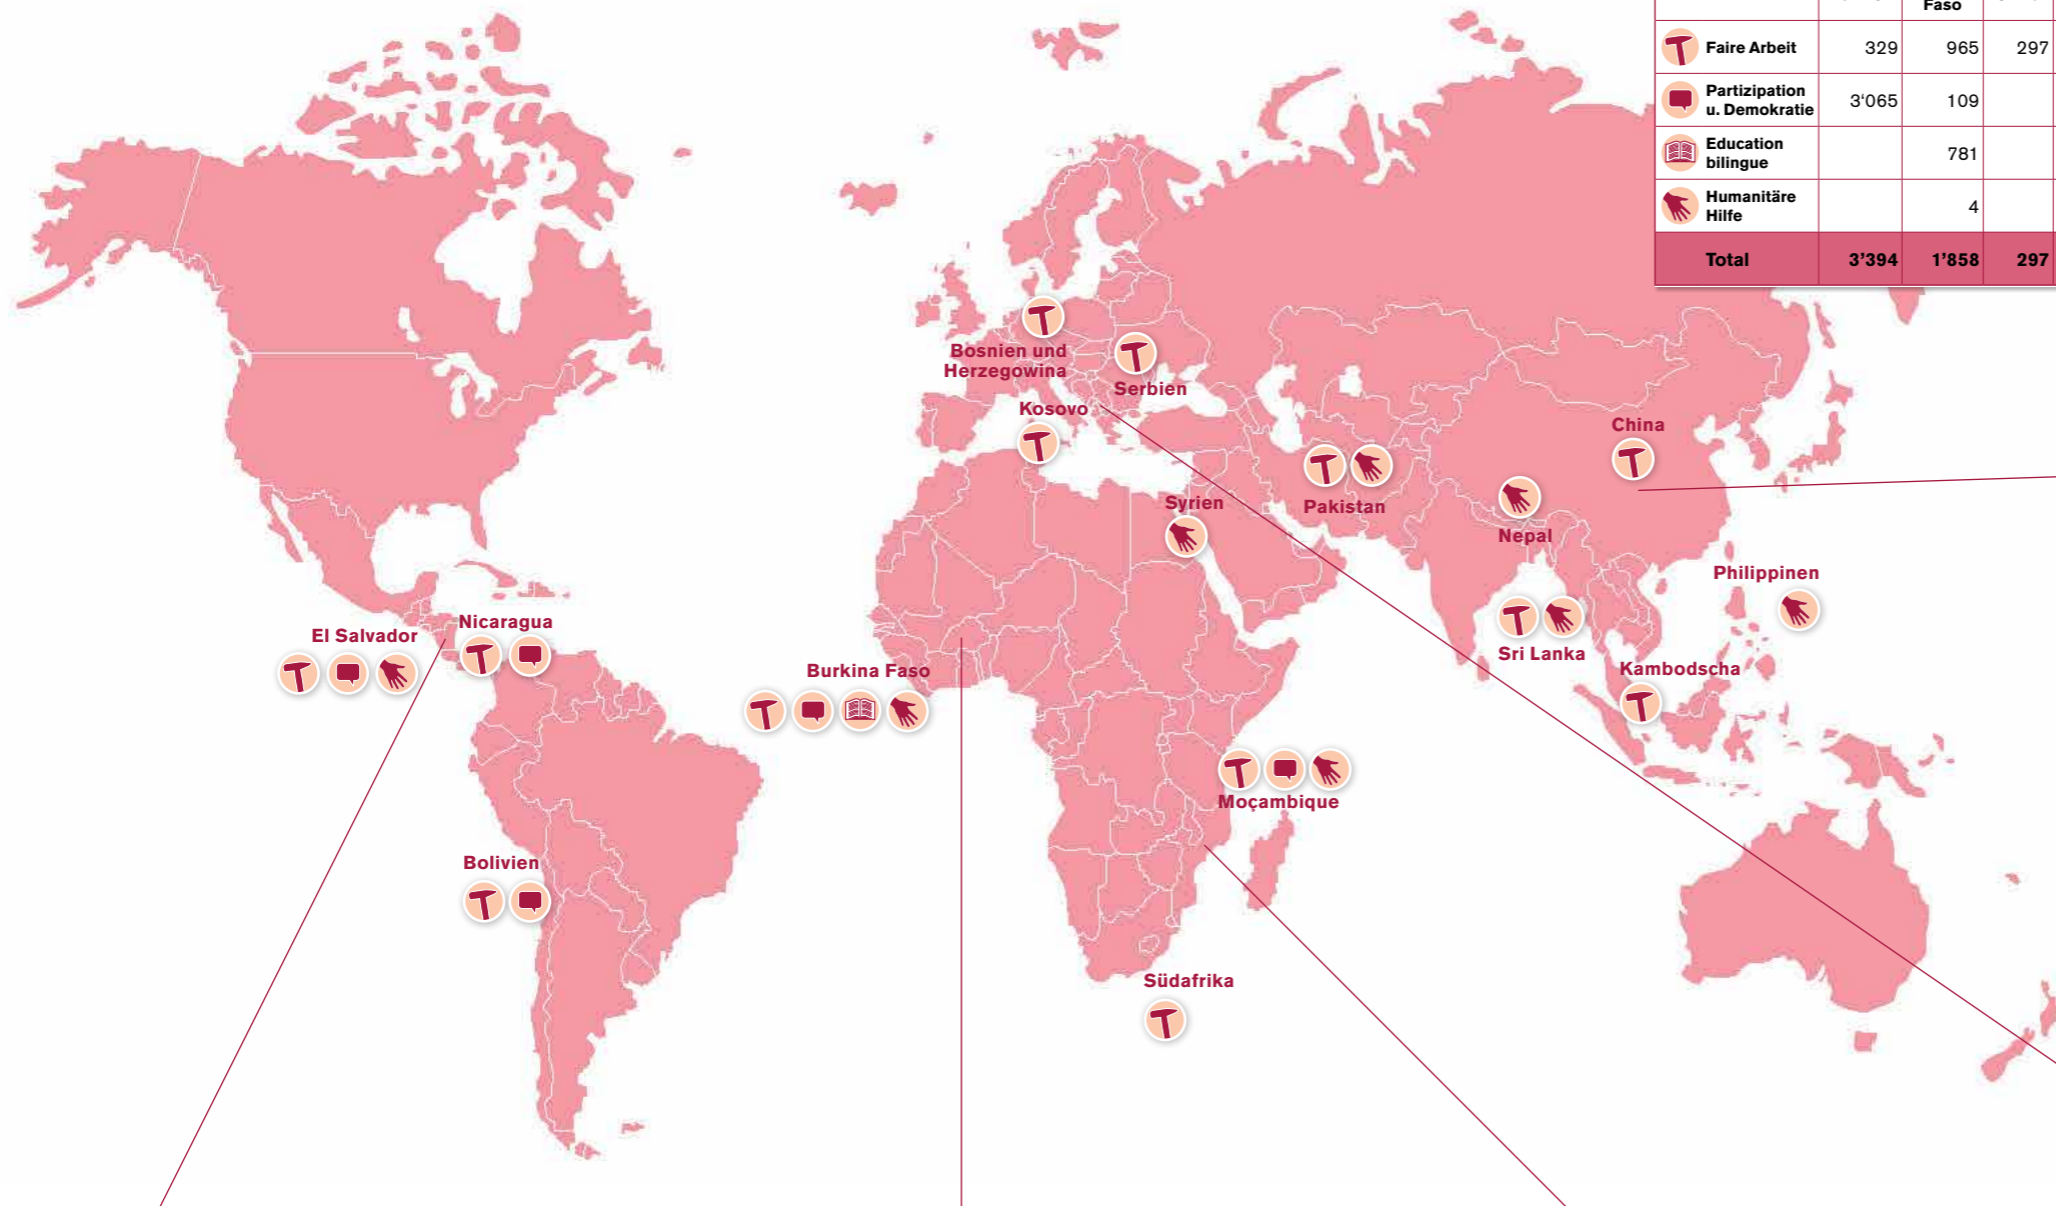 Faso
Faire Arbeit 329 965 297
Partizipation
u. Demokratie 3'065 109
Education
bilingue 781
Humanitäre
Hilfe 4
Total 3'394 1'858 297
Bosnien und
Herzegowina
Serbien
Kosovo
China
Syrien
Pakistan
Nepal
Philippinen
El Salvador
Nicaragua
Sri Lanka
Burkina Faso
Kambodscha
Moçambique
Bolivien
Südafrika